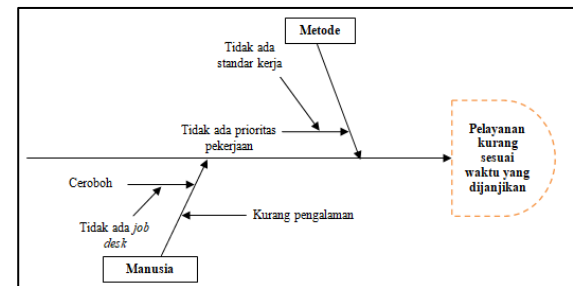 Metode
Tidak ada
standar kerja
Tidak ada prioritas
pekerjaan
Pelayanan
kurang
sesuai
waktu yang
dijanjikan
Ceroboh
Kurang pengalaman
Tidak ada job
desk
Manusia